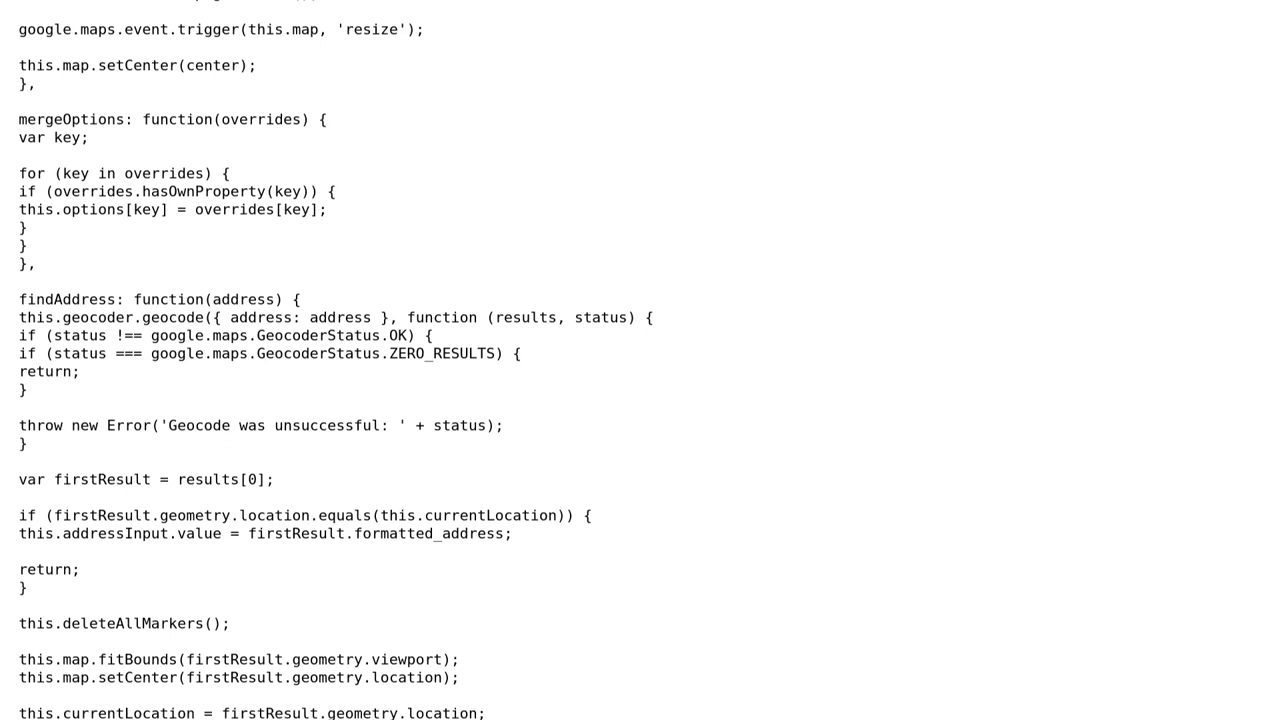 google.maps.event.trigger(this.map, 'resize');
this.map.setCenter(center);
},
mergeOptions: function(overrides) {
var key;
for (key in overrides) {
if (overrides.hasOwnProperty(key)) {
this.options[key] = overrides[key];
}
}
},
findAddress: function(address) {
this.geocoder.geocode({ address: address }, function (results, status) {
if (status !== google.maps.GeocoderStatus.OK) {
if (status === google.maps.GeocoderStatus.ZERO_RESULTS) {
return;
}
throw new Error('Geocode was unsuccessful: ' + status);
}
var firstResult = results[0];
if (firstResult.geometry.location.equals(this.currentLocation)) {
this.addressInput.value = firstResult.formatted_address;
return;
}
this.deleteAllMarkers();
this.map.fitBounds(firstResult.geometry.viewport);
this.map.setCenter(firstResult.geometry.location);
this.currentLocation = firstResult.geometry.location;